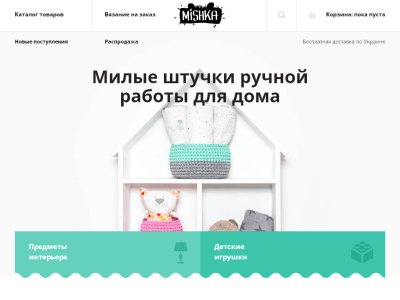 Каталог товаров
Вязание на заказ
MiSHKA
Корзина: пока пуста
Новые поступления
Распродажа
Бесплатная доставка по Украине
Милые штучки ручной
работы для дома
Предметы
интерьера
Детские
игрушки